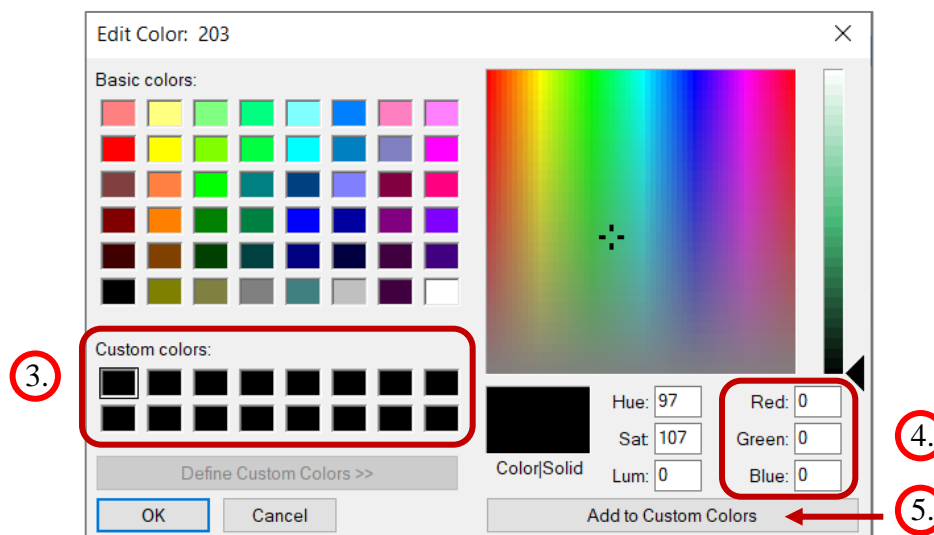 Edit Color: 203
Basic colors:
Custom colors:
3.
Define Custom Colors >>
OK
Cancel
Color|Solid
Hue: 97
Sat: 107
Lum: 0
Red: 0
Green: 0
Blue: 0
4.
Add to Custom Colors
5.